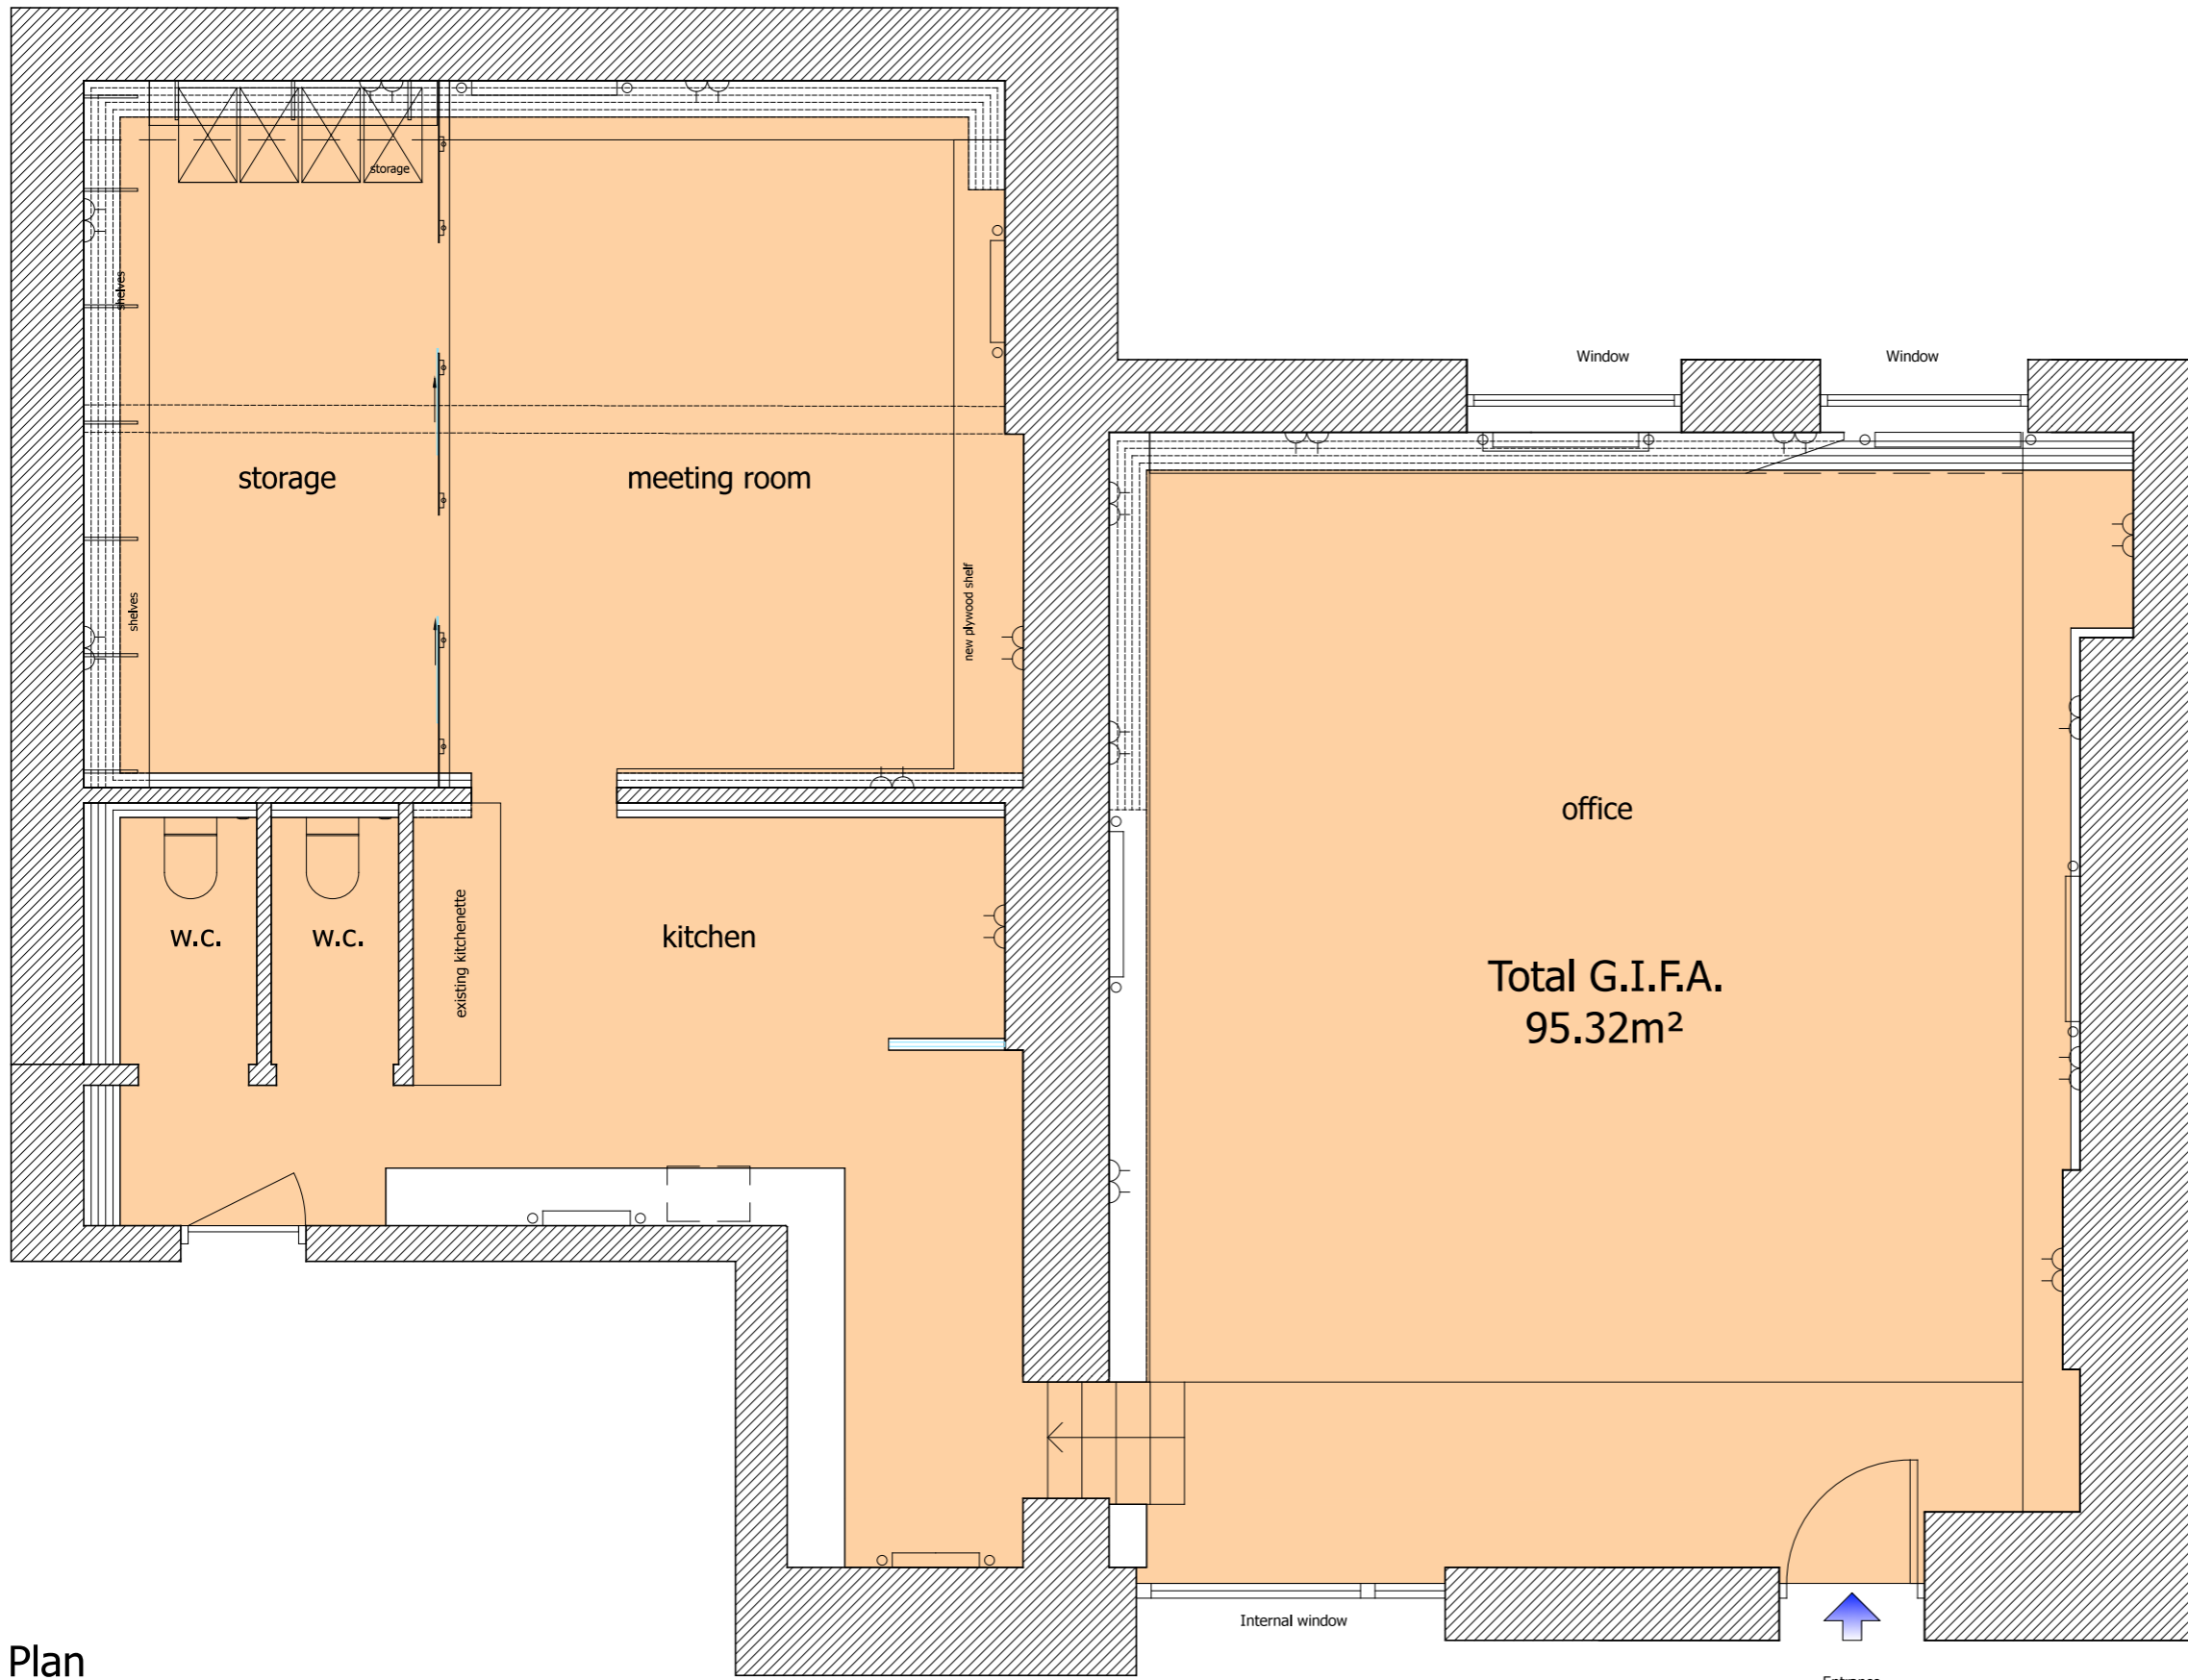 Window
Window
storage
shelves
storage
meeting room
shelves
new plywood shelf
office
w.c.
w.c.
existing kitchenette
kitchen
Total G.I.F.A.
95.32m²
Internal window
Plan